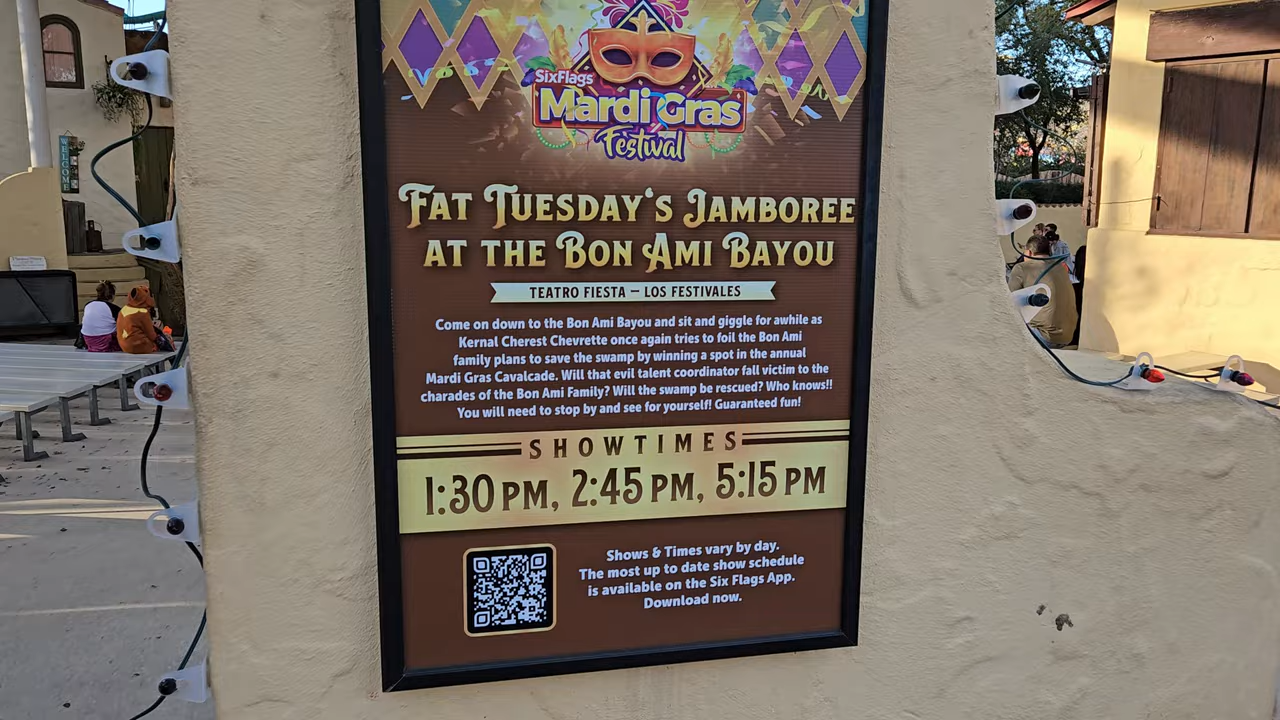 SixFlags
Mardi Gras
Festival
Fat Tuesday's Jamboree
at the Bon Ami Bayou
TEATRO FIESTA – LOS FESTIVALES
Come on down to the Bon Ami Bayou and sit and giggle for awhile as
Kernal Cherest Chevrette once again tries to foil the Bon Ami
family plans to save the swamp by winning a spot in the annual
Mardi Gras Cavalcade. Will that evil talent coordinator fall victim to the
charades of the Bon Ami Family? Will the swamp be rescued? Who knows!!
You will need to stop by and see for yourself! Guaranteed fun!
SHOWTIMES
1:30 PM, 2:45 PM, 5:15 PM
Shows & Times vary by day.
The most up to date show schedule
is available on the Six Flags App.
Download now.
WELCOME